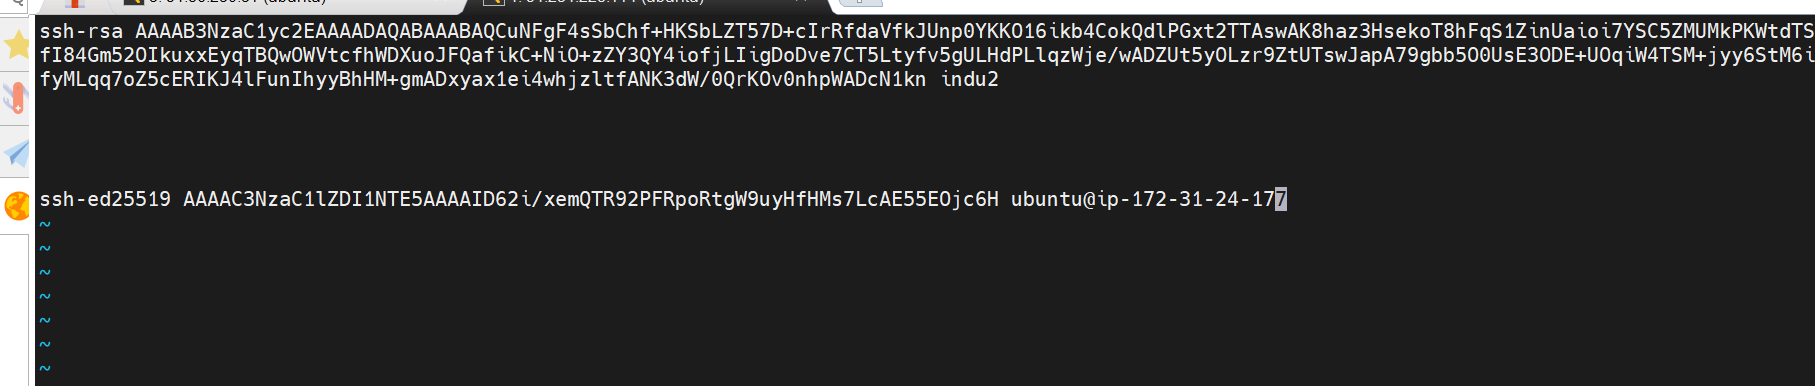 ssh-rsa AAAAB3NzaC1yc2EAAAADAQABAAABAQCuNFgF4sSbChf+HKSbLZT57D+cIrRfdaVfkJUnp0YKKO16ikb4CokQdlPGxt2TTAswAK8haz3HsekoT8hFqS1ZinUaioi7YSC5ZMUMkPKWtdTS
fI84Gm52OIkuxxEyqTBQwOWVtcfhWDXuoJFQafikC+NiO+zZY3QY4iofjLIigDoDve7CT5Ltyfv5gULHdPLlqzWje/wADZUt5yOLzr9ZtUTswJapA79gbb5O0UsE3ODE+UOqiW4TSM+jyy6StM6i
fyMLqq7oZ5cERIKJ4lFunIhyyBhHM+gmADxyax1ei4whjzltfANK3dW/0QrKOv0nhpWADcN1kn indu2
ssh-ed25519 AAAAC3NzaC1lZDI1NTE5AAAAID62i/xemQTR92PFRpoRtgW9uyHfHMs7LcAE55EOjc6H ubuntu@ip-172-31-24-177
~
~
~
~
~
~
~